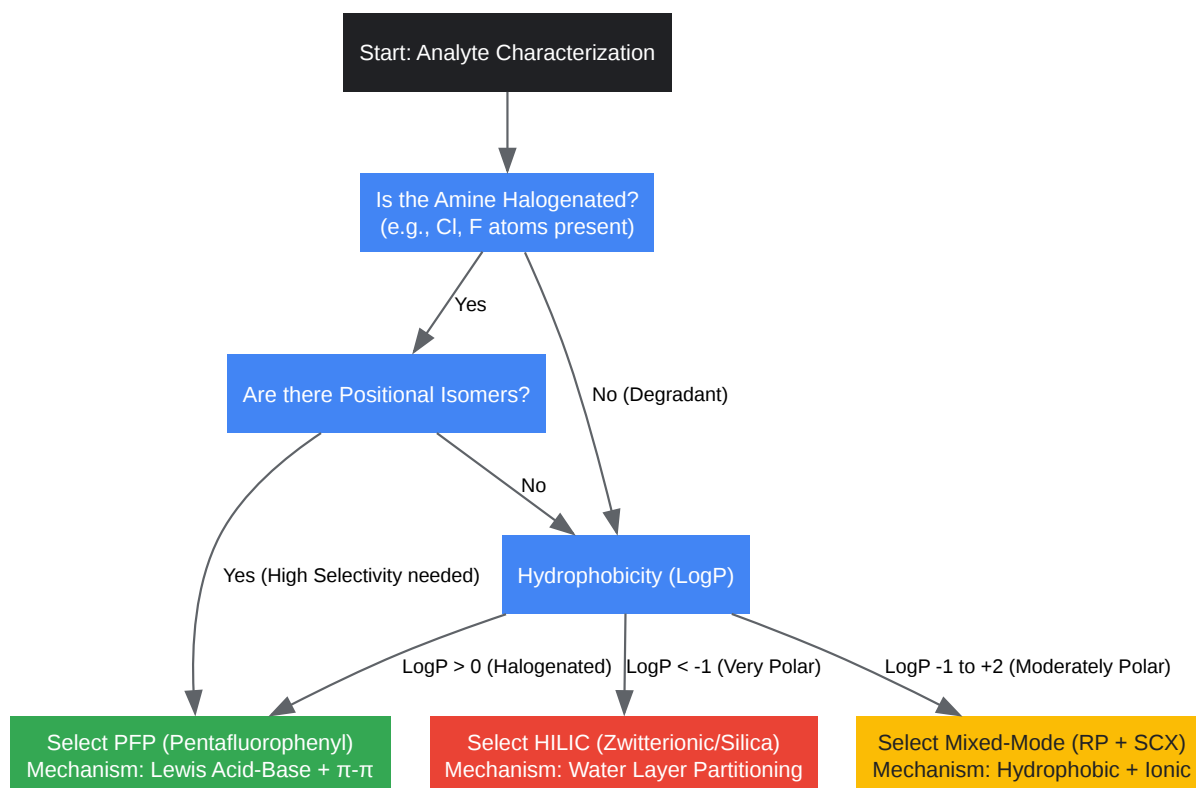 Start: Analyte Characterization
Is the Amine Halogenated?
(e.g., Cl, F atoms present)
Yes
Are there Positional Isomers?
No (Degradant)
No
Yes (High Selectivity needed)
Hydrophobicity (LogP)
LogP > 0 (Halogenated)
LogP < -1 (Very Polar)
LogP -1 to +2 (Moderately Polar)
Select PFP (Pentafluorophenyl)
Mechanism: Lewis Acid-Base + π-π
Select HILIC (Zwitterionic/Silica)
Mechanism: Water Layer Partitioning
Select Mixed-Mode (RP + SCX)
Mechanism: Hydrophobic + Ionic